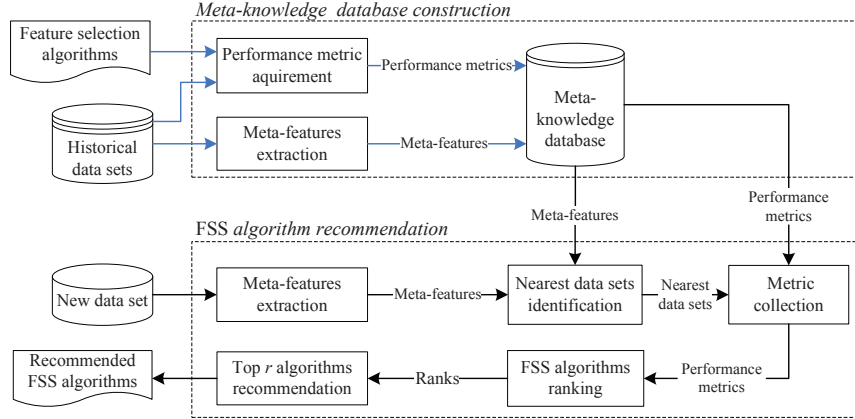 Meta-knowledge database construction
Feature selection
algorithms
Performance metric
aquirement
Performance metrics
Meta-
knowledge
database
Historical
data sets
Meta-features
extraction
Meta-features
Meta-features
Performance
metrics
FSS algorithm recommendation
New data set
Meta-features
extraction
Meta-features
Nearest data sets
identification
Nearest
data sets
Metric
collection
Recommended
FSS algorithms
Top r algorithms
recommendation
Ranks
FSS algorithms
ranking
Performance
metrics